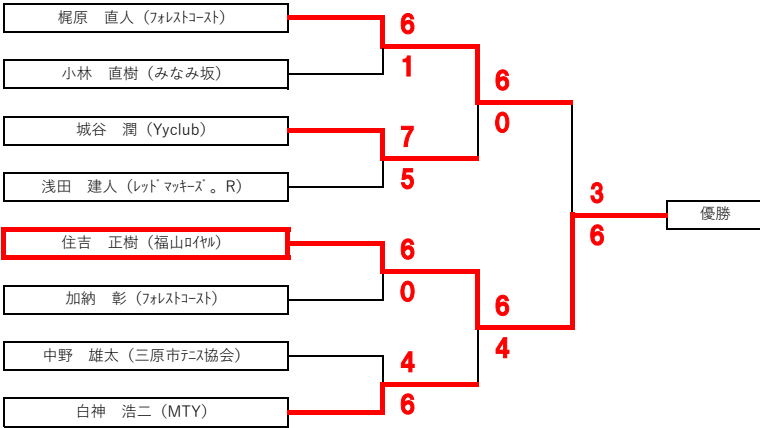 梶原　直人（ﾌｫﾚｽﾄｺｰｽﾄ）
6
小林　直樹（みなみ坂）
1
6
0
城谷　潤（Yyclub）
7
浅田　建人（ﾚｯﾄﾞﾏｯｷｰｽﾞ。R）
5
3
優勝
6
住吉　正樹（福山ﾛｲﾔﾙ）
6
加納　彰（ﾌｫﾚｽﾄｺｰｽﾄ）
0
6
4
中野　雄太（三原市ﾃﾆｽ協会）
4
白神　浩二（MTY）
6